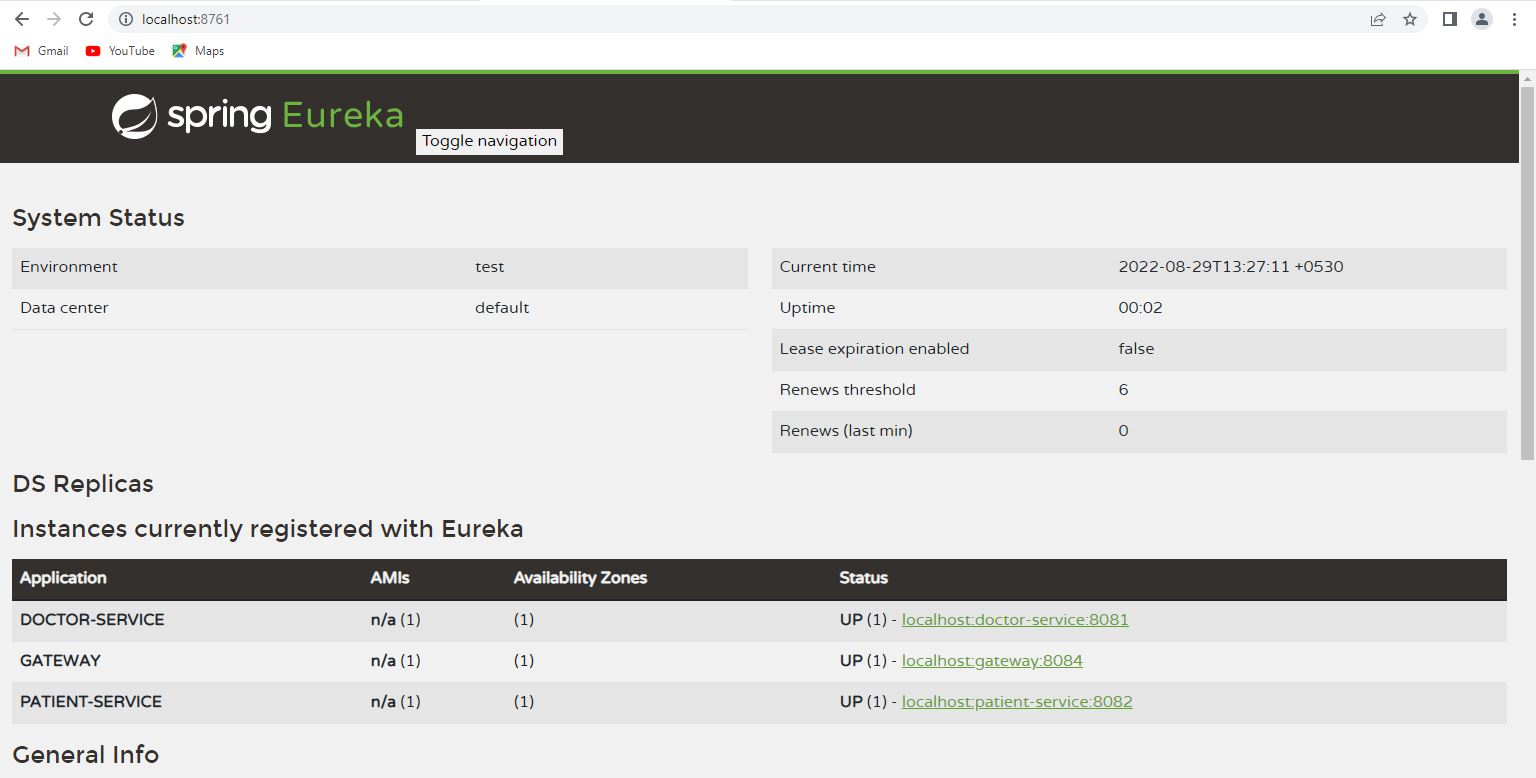 localhost:8761
Gmail YouTube Maps
spring Eureka
Toggle navigation
System Status
Environment test
Data center default
Current time 2022-08-29T13:27:11 +0530
Uptime 00:02
Lease expiration enabled false
Renews threshold 6
Renews (last min) 0
DS Replicas
Instances currently registered with Eureka
Application AMIs Availability Zones Status
DOCTOR-SERVICE n/a (1) (1) UP (1) - localhost:doctor-service:8081
GATEWAY n/a (1) (1) UP (1) - localhost:gateway:8084
PATIENT-SERVICE n/a (1) (1) UP (1) - localhost:patient-service:8082
General Info